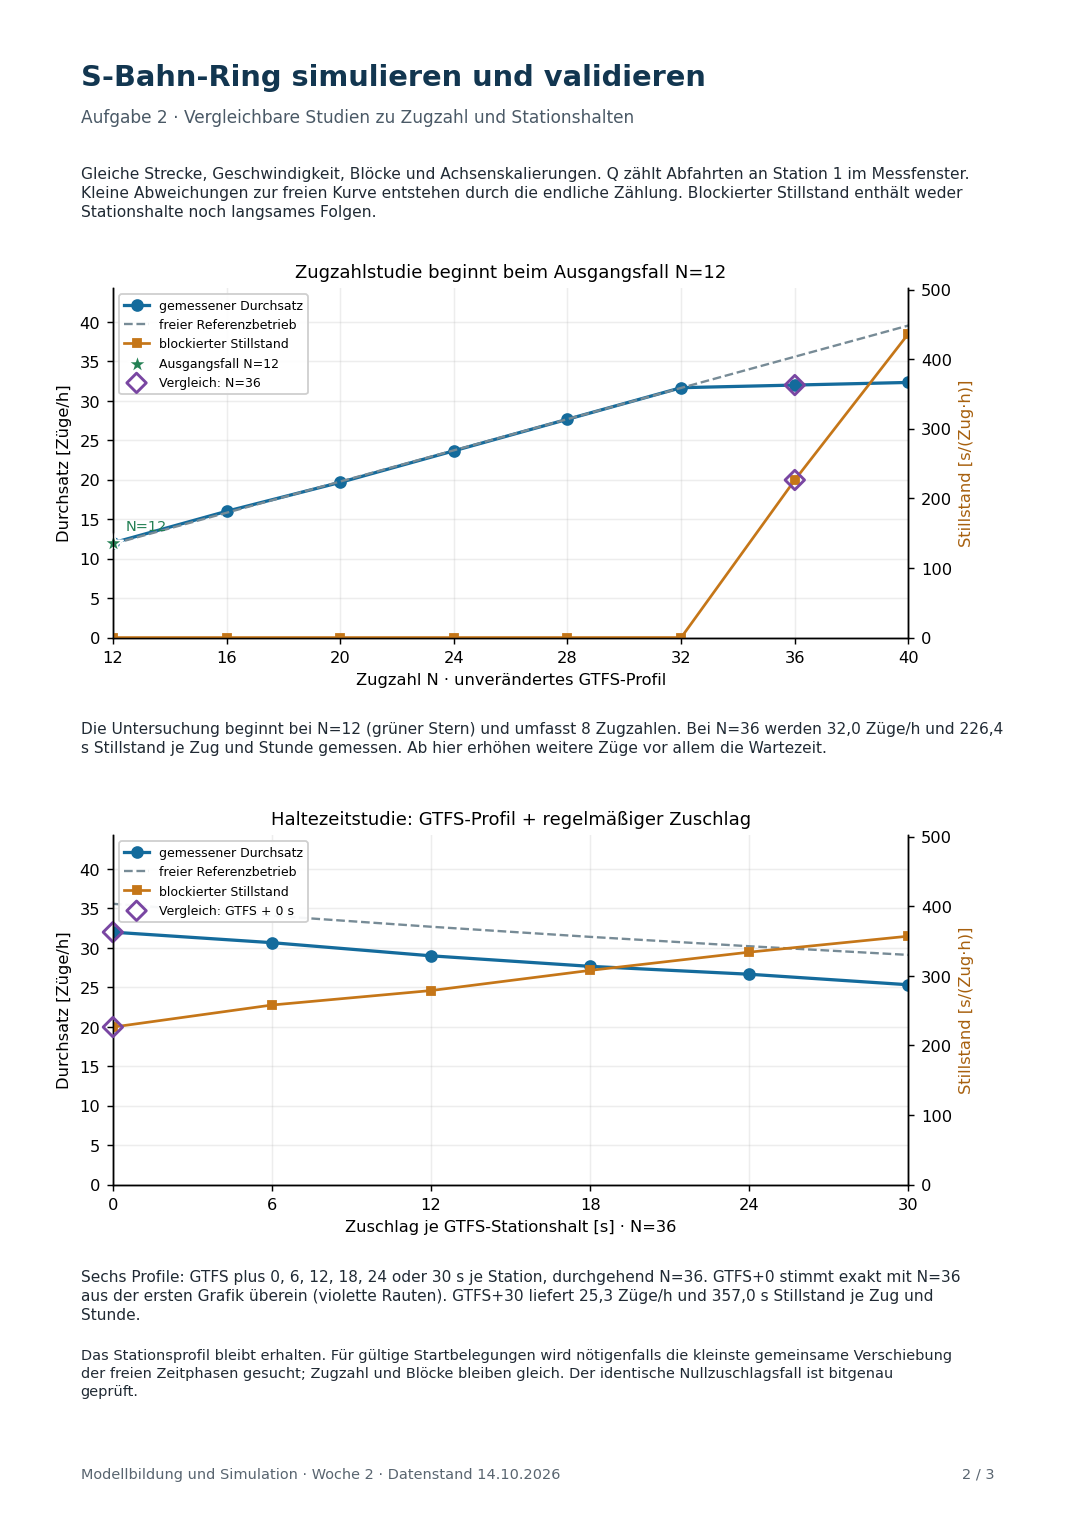 S-Bahn-Ring simulieren und validieren
Aufgabe 2 · Vergleichbare Studien zu Zugzahl und Stationshalten
Gleiche Strecke, Geschwindigkeit, Blöcke und Achsenskalierungen. Q zählt Abfahrten an Station 1 im Messfenster.
Kleine Abweichungen zur freien Kurve entstehen durch die endliche Zählung. Blockierter Stillstand enthält weder
Stationshalte noch langsames Folgen.
Zugzahlstudie beginnt beim Ausgangsfall N=12
gemessener Durchsatz
freier Referenzbetrieb
blockierter Stillstand
Ausgangsfall N=12
Vergleich: N=36
N=12
Durchsatz [Züge/h]
0 5 10 15 20 25 30 35 40
Stillstand [s/(Zug·h)]
0 100 200 300 400 500
12 16 20 24 28 32 36 40
Zugzahl N · unverändertes GTFS-Profil
Die Untersuchung beginnt bei N=12 (grüner Stern) und umfasst 8 Zugzahlen. Bei N=36 werden 32,0 Züge/h und 226,4
s Stillstand je Zug und Stunde gemessen. Ab hier erhöhen weitere Züge vor allem die Wartezeit.
Haltezeitstudie: GTFS-Profil + regelmäßiger Zuschlag
gemessener Durchsatz
freier Referenzbetrieb
blockierter Stillstand
Vergleich: GTFS + 0 s
Durchsatz [Züge/h]
0 5 10 15 20 25 30 35 40
Stillstand [s/(Zug·h)]
0 100 200 300 400 500
0 6 12 18 24 30
Zuschlag je GTFS-Stationshalt [s] · N=36
Sechs Profile: GTFS plus 0, 6, 12, 18, 24 oder 30 s je Station, durchgehend N=36. GTFS+0 stimmt exakt mit N=36
aus der ersten Grafik überein (violette Rauten). GTFS+30 liefert 25,3 Züge/h und 357,0 s Stillstand je Zug und
Stunde.
Das Stationsprofil bleibt erhalten. Für gültige Startbelegungen wird nötigenfalls die kleinste gemeinsame Verschiebung
der freien Zeitphasen gesucht; Zugzahl und Blöcke bleiben gleich. Der identische Nullzuschlagsfall ist bitgenau
geprüft.
Modellbildung und Simulation · Woche 2 · Datenstand 14.10.2026
2 / 3